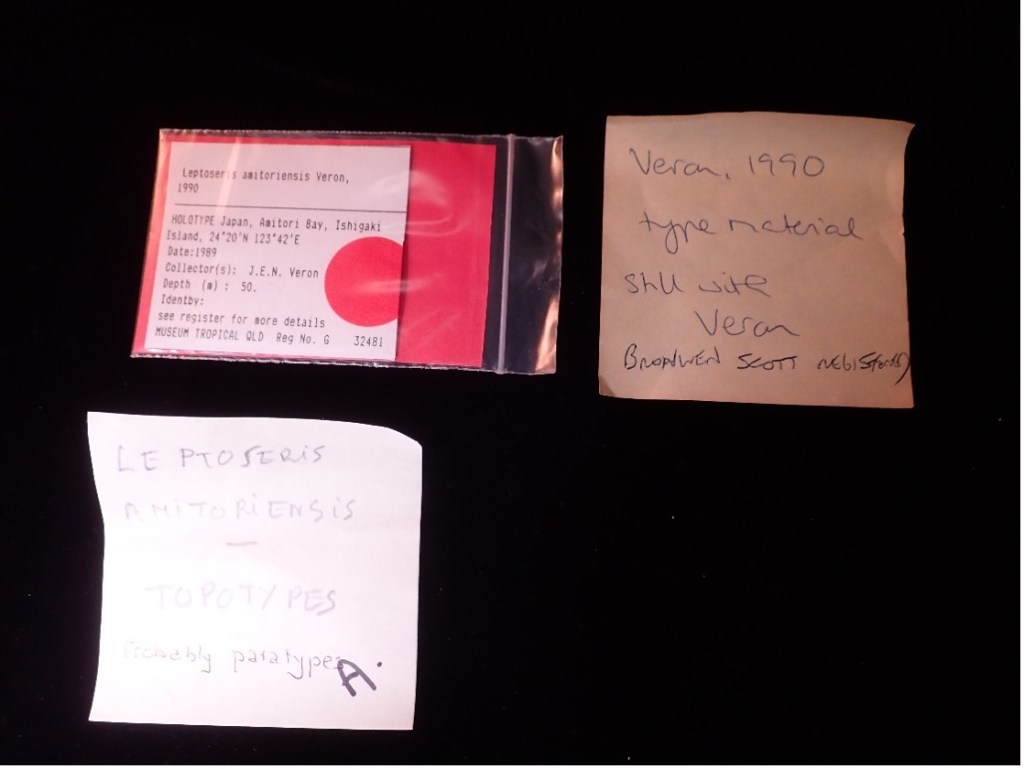 Leptoseris amitoriensis Veron,
1990
HOLOTYPE Japan, Amitori Bay, Ishigaki
Island, 24°20'N 123°42'E
Date:1989
Collector(s): J.E.N. Veron
Depth (m) : 50.
Identby:
see register for more details
MUSEUM TROPICAL QLD Reg No. G 32481
Veron, 1990
type material
still with
Veron
BRONWEN SCOTT
LEPTOSERIS
AMITORIENSIS
—
TOPOTYPES
Probably paratypes
A.